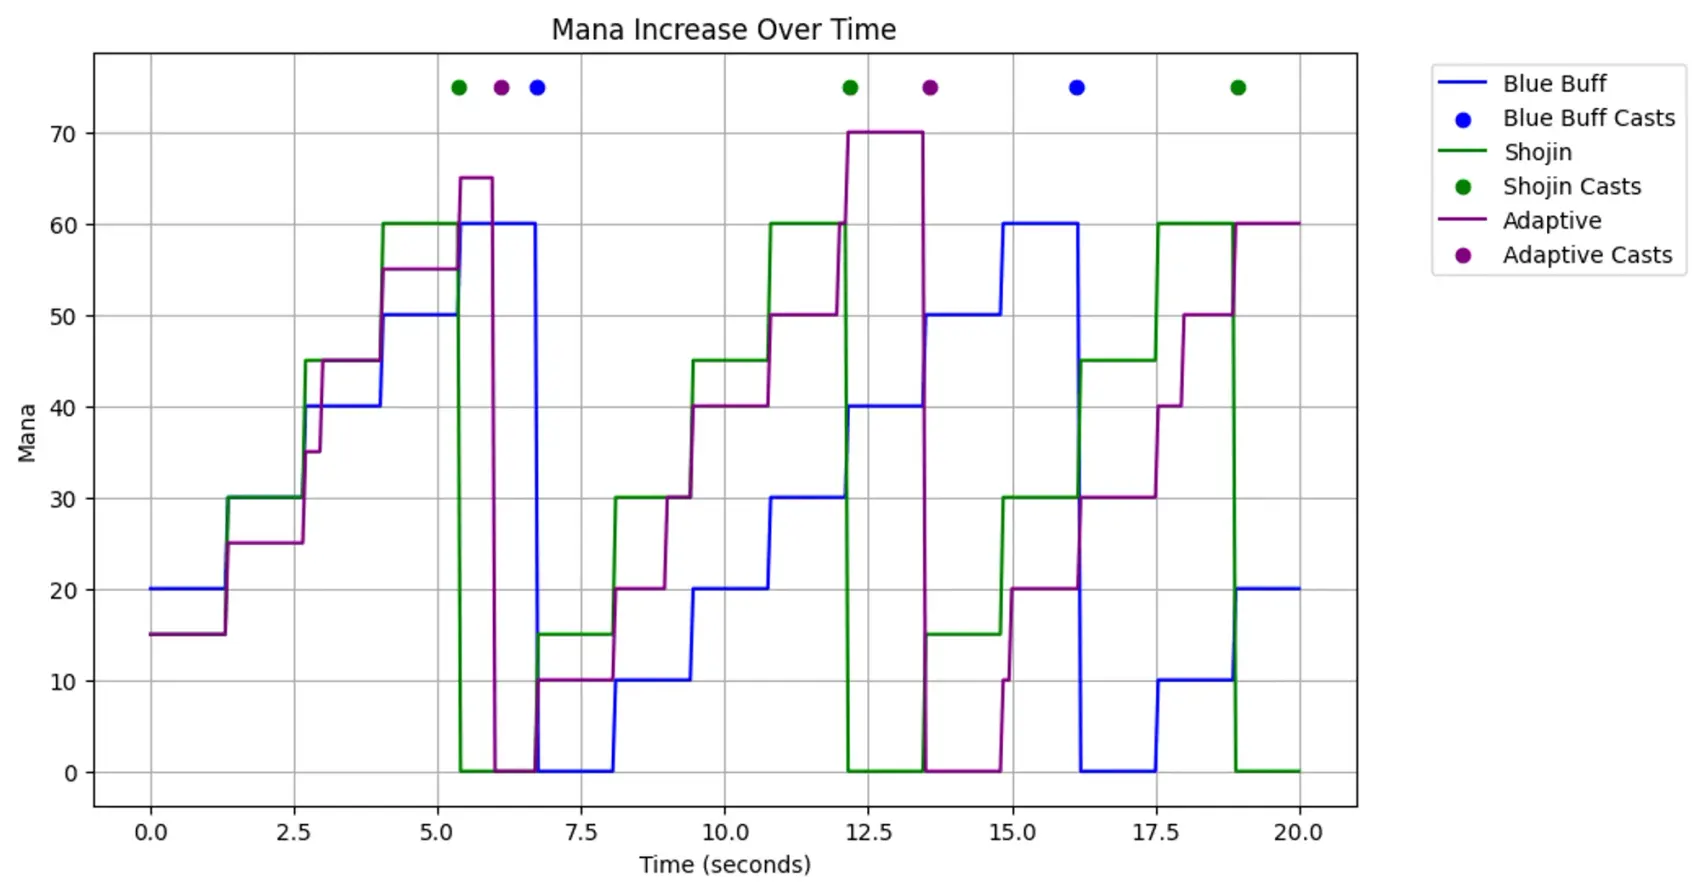 Mana Increase Over Time
Mana
70
60
50
40
30
20
10
0
0.0 2.5 5.0 7.5 10.0 12.5 15.0 17.5 20.0
Time (seconds)
Blue Buff
Blue Buff Casts
Shojin
Shojin Casts
Adaptive
Adaptive Casts